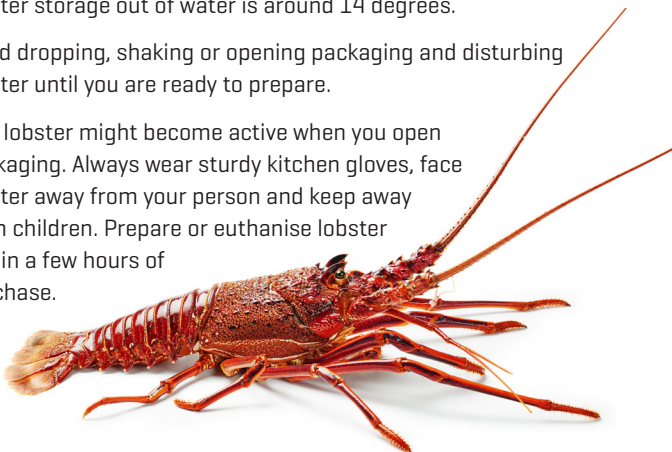 ter storage out of water is around 14 degrees.
d dropping, shaking or opening packaging and disturbing
ter until you are ready to prepare.
lobster might become active when you open
kaging. Always wear sturdy kitchen gloves, face
ter away from your person and keep away
n children. Prepare or euthanise lobster
in a few hours of
chase.